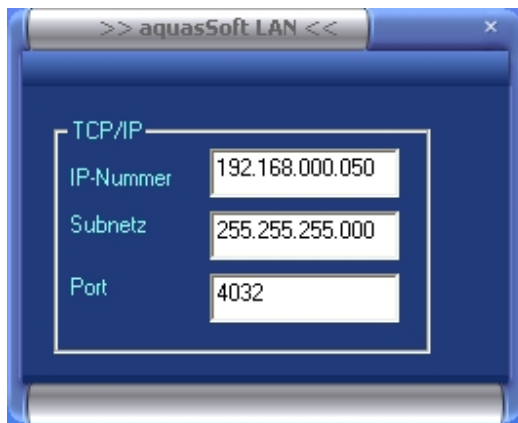 >> aquasSoft LAN <<
TCP/IP
IP-Nummer 192.168.000.050
Subnetz 255.255.255.000
Port 4032